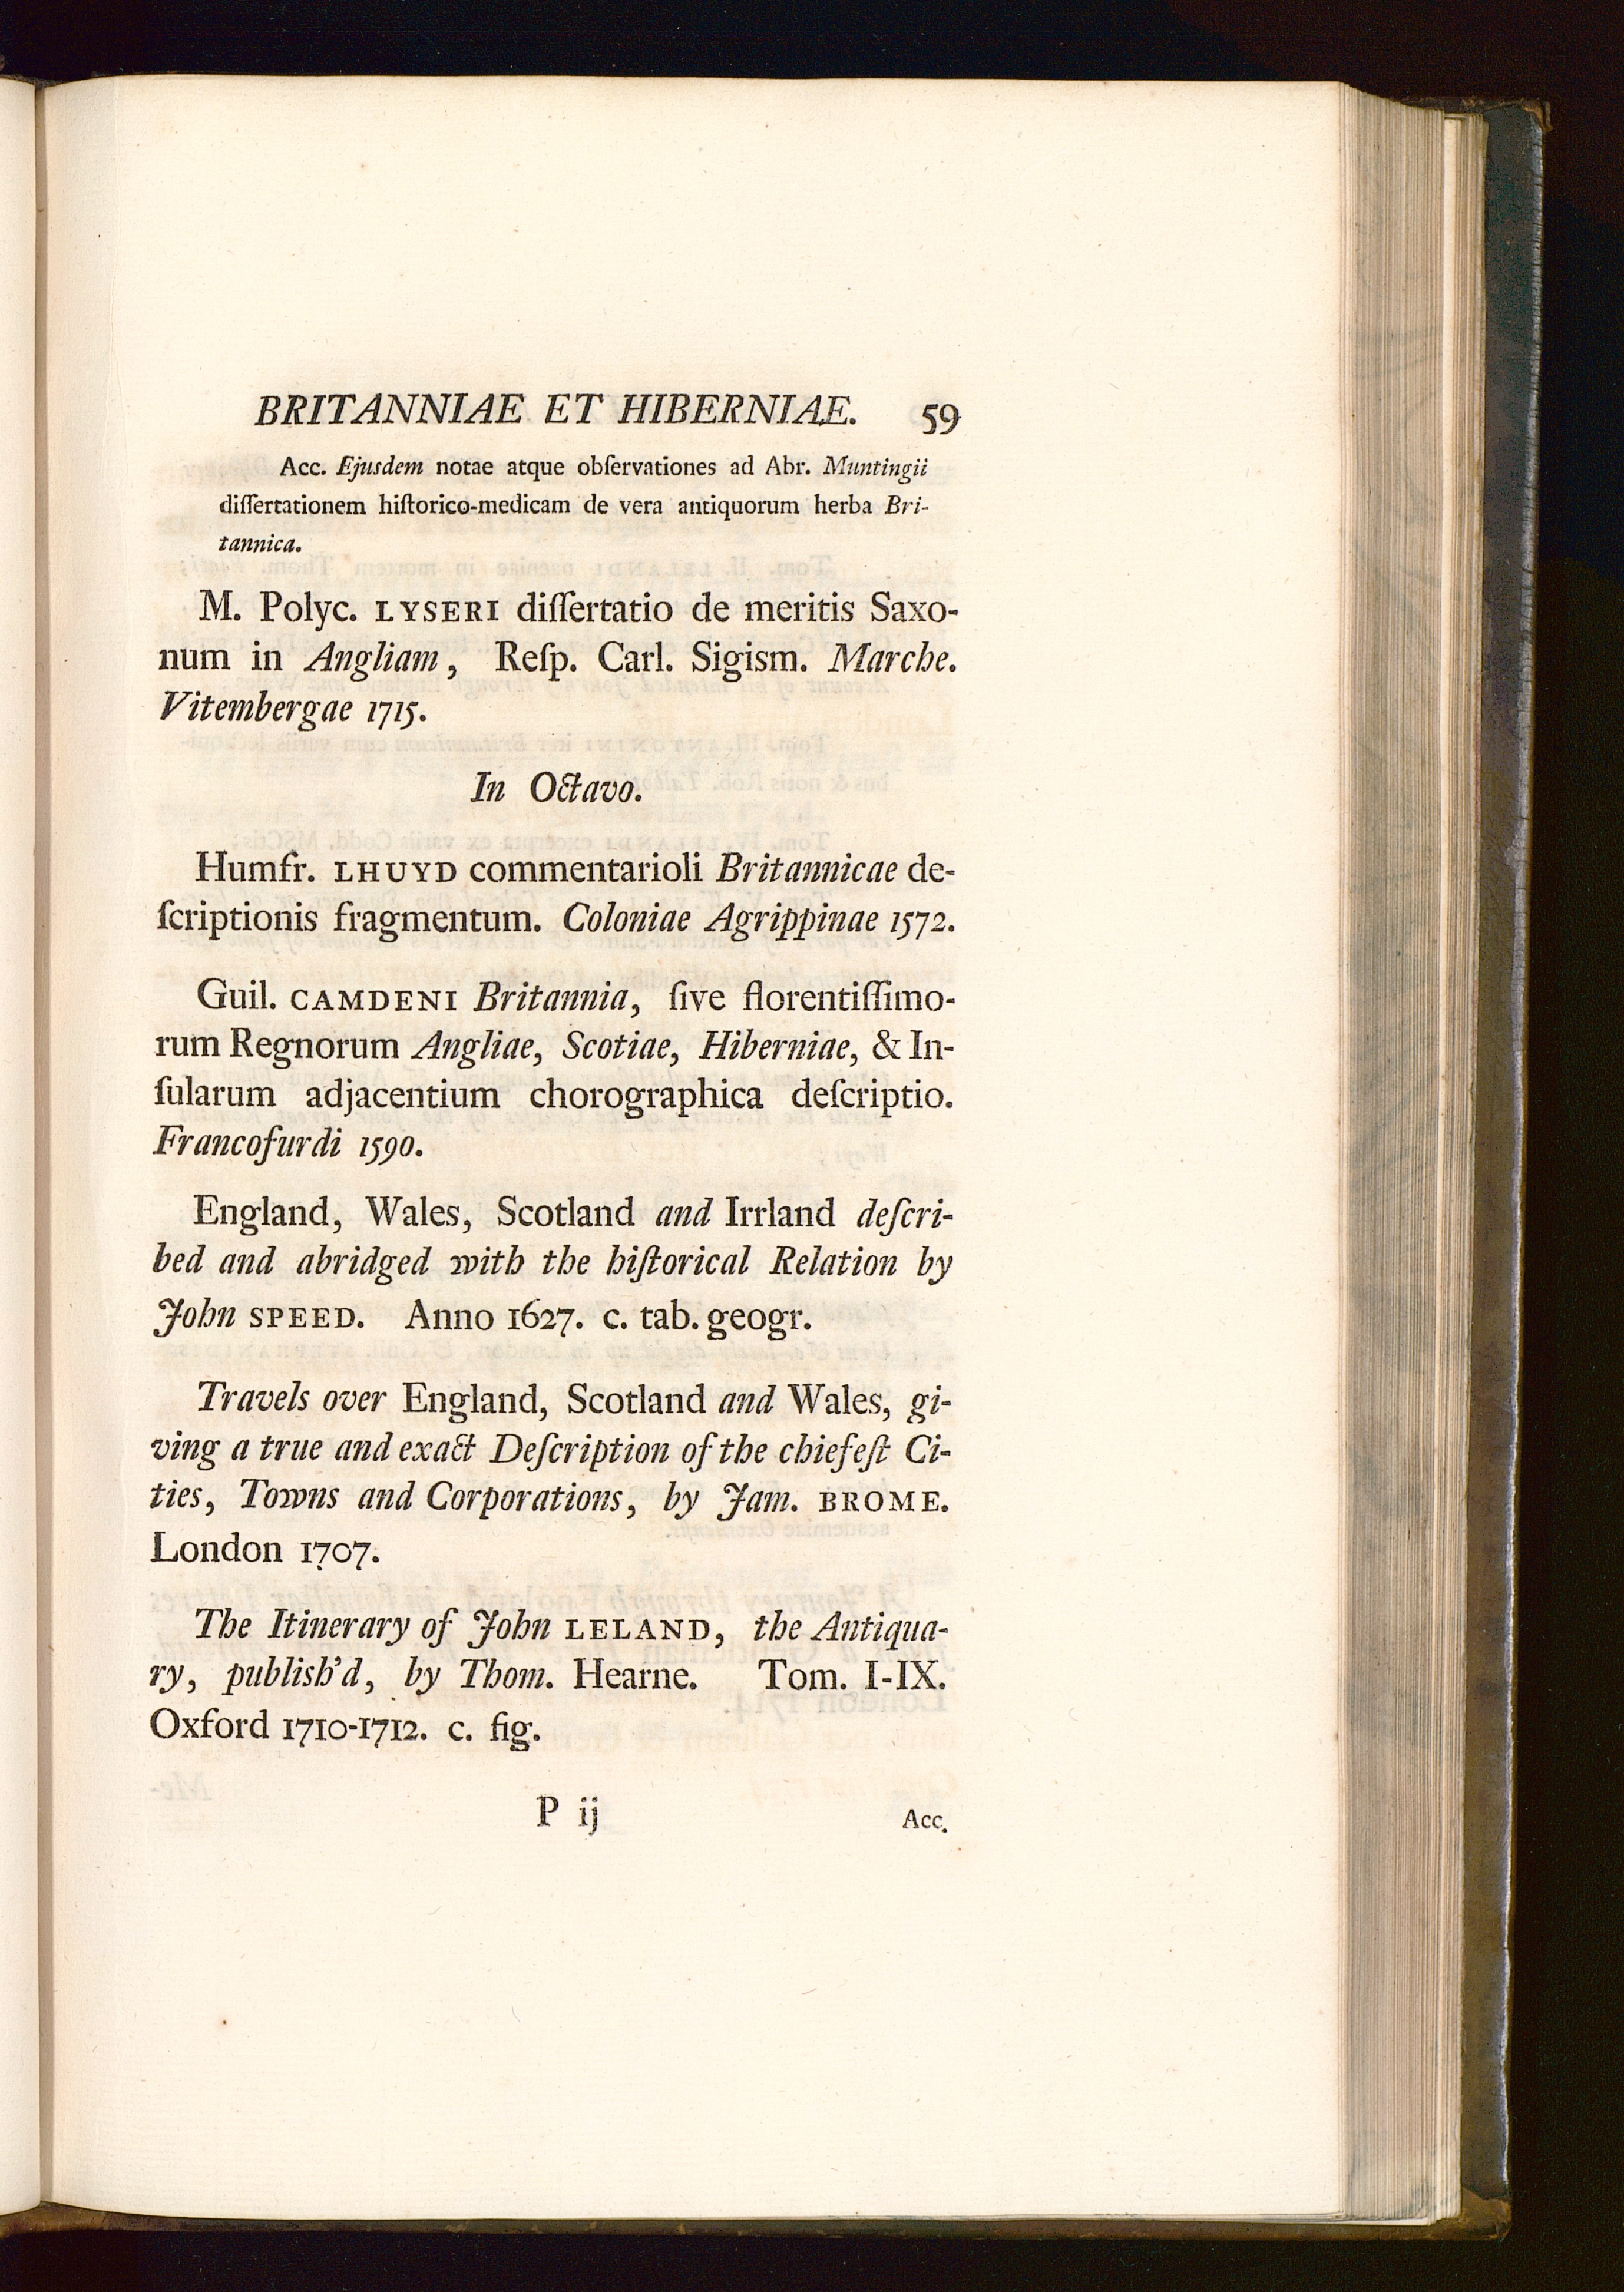 BRITANNIAE ET HIBERNIAE. 59
Acc. Ejusdem notae atque obſervationes ad Abr. Muntingii
diſſertationem hiſtorico-medicam de vera antiquorum herba Bri-
tannica.
M. Polyc. LYSERI diſſertatio de meritis Saxo-
num in Angliam, Reſp. Carl. Sigism. Marche.
Vitembergae 1715.
In Octavo.
Humfr. LHUYD commentarioli Britannicae de-
ſcriptionis fragmentum. Coloniae Agrippinae 1572.
Guil. CAMDENI Britannia, ſive florentiſſimo-
rum Regnorum Angliae, Scotiae, Hiberniae, & In-
ſularum adjacentium chorographica deſcriptio.
Francofurdi 1590.
England, Wales, Scotland and Irrland deſcri-
bed and abridged with the hiſtorical Relation by
John SPEED. Anno 1627. c. tab. geogr.
Travels over England, Scotland and Wales, gi-
ving a true and exact Deſcription of the chiefeſt Ci-
ties, Towns and Corporations, by Jam. BROME.
London 1707.
The Itinerary of John LELAND, the Antiqua-
ry, publish'd, by Thom. Hearne. Tom. I-IX.
Oxford 1710-1712. c. fig.
P ij Acc.